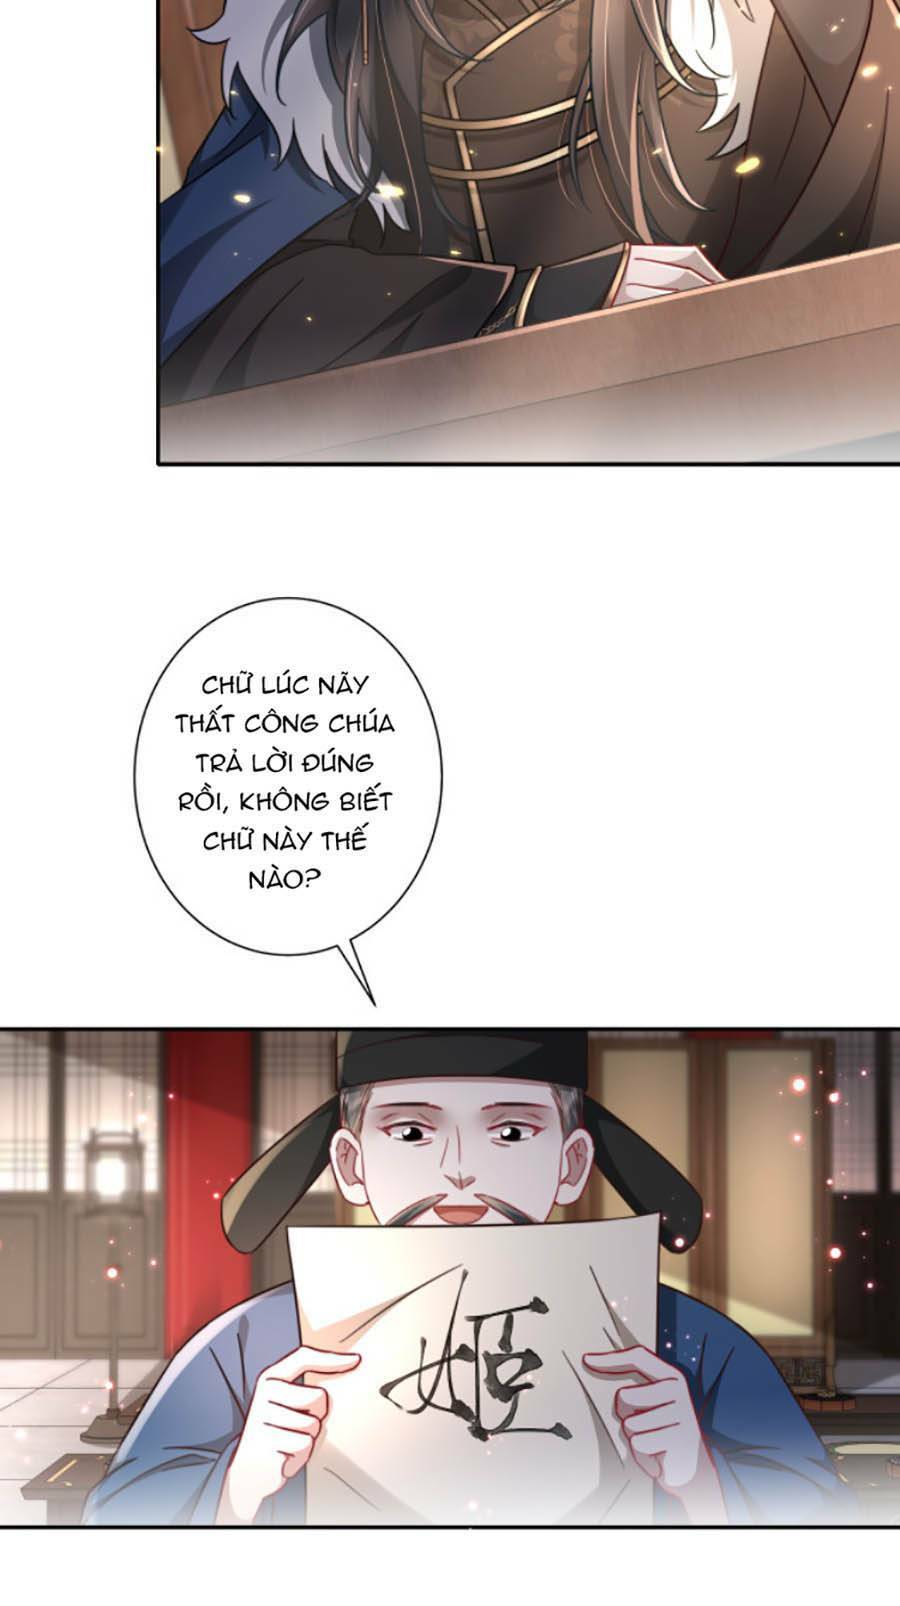 CHỮ LÚC NÃY
THẤT CÔNG CHÚA
TRẢ LỜI ĐÚNG
RỒI, KHÔNG BIẾT
CHỮ NÀY THẾ
NÀO?
姬